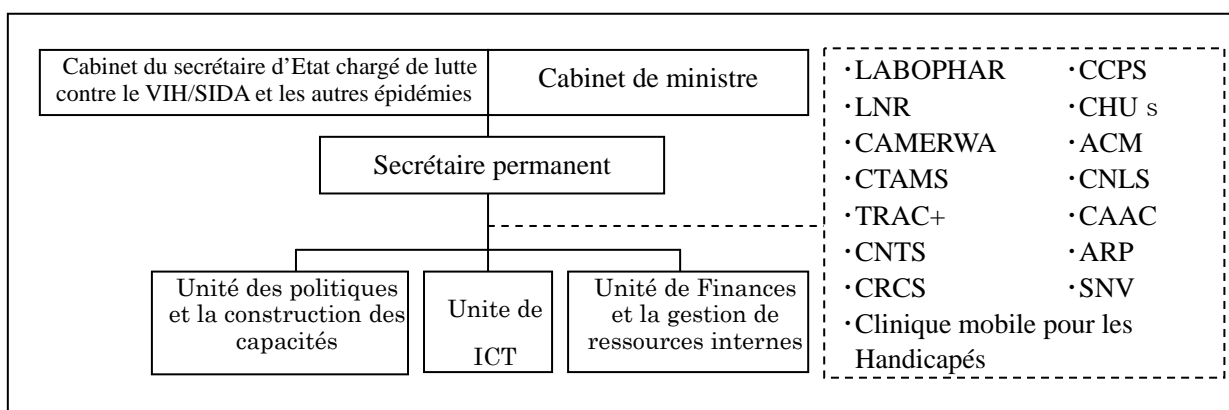 Cabinet du secrétaire d’Etat chargé de lutte
contre le VIH/SIDA et les autres épidémies
Cabinet de ministre
Secrétaire permanent
Unité des politiques
et la construction des
capacités
Unite de
ICT
Unité de Finances
et la gestion de
ressources internes
・LABOPHAR ・CCPS
・LNR ・CHU ｓ
・CAMERWA ・ACM
・CTAMS ・CNLS
・TRAC+ ・CAAC
・CNTS ・ARP
・CRCS ・SNV
・Clinique mobile pour les
Handicapés